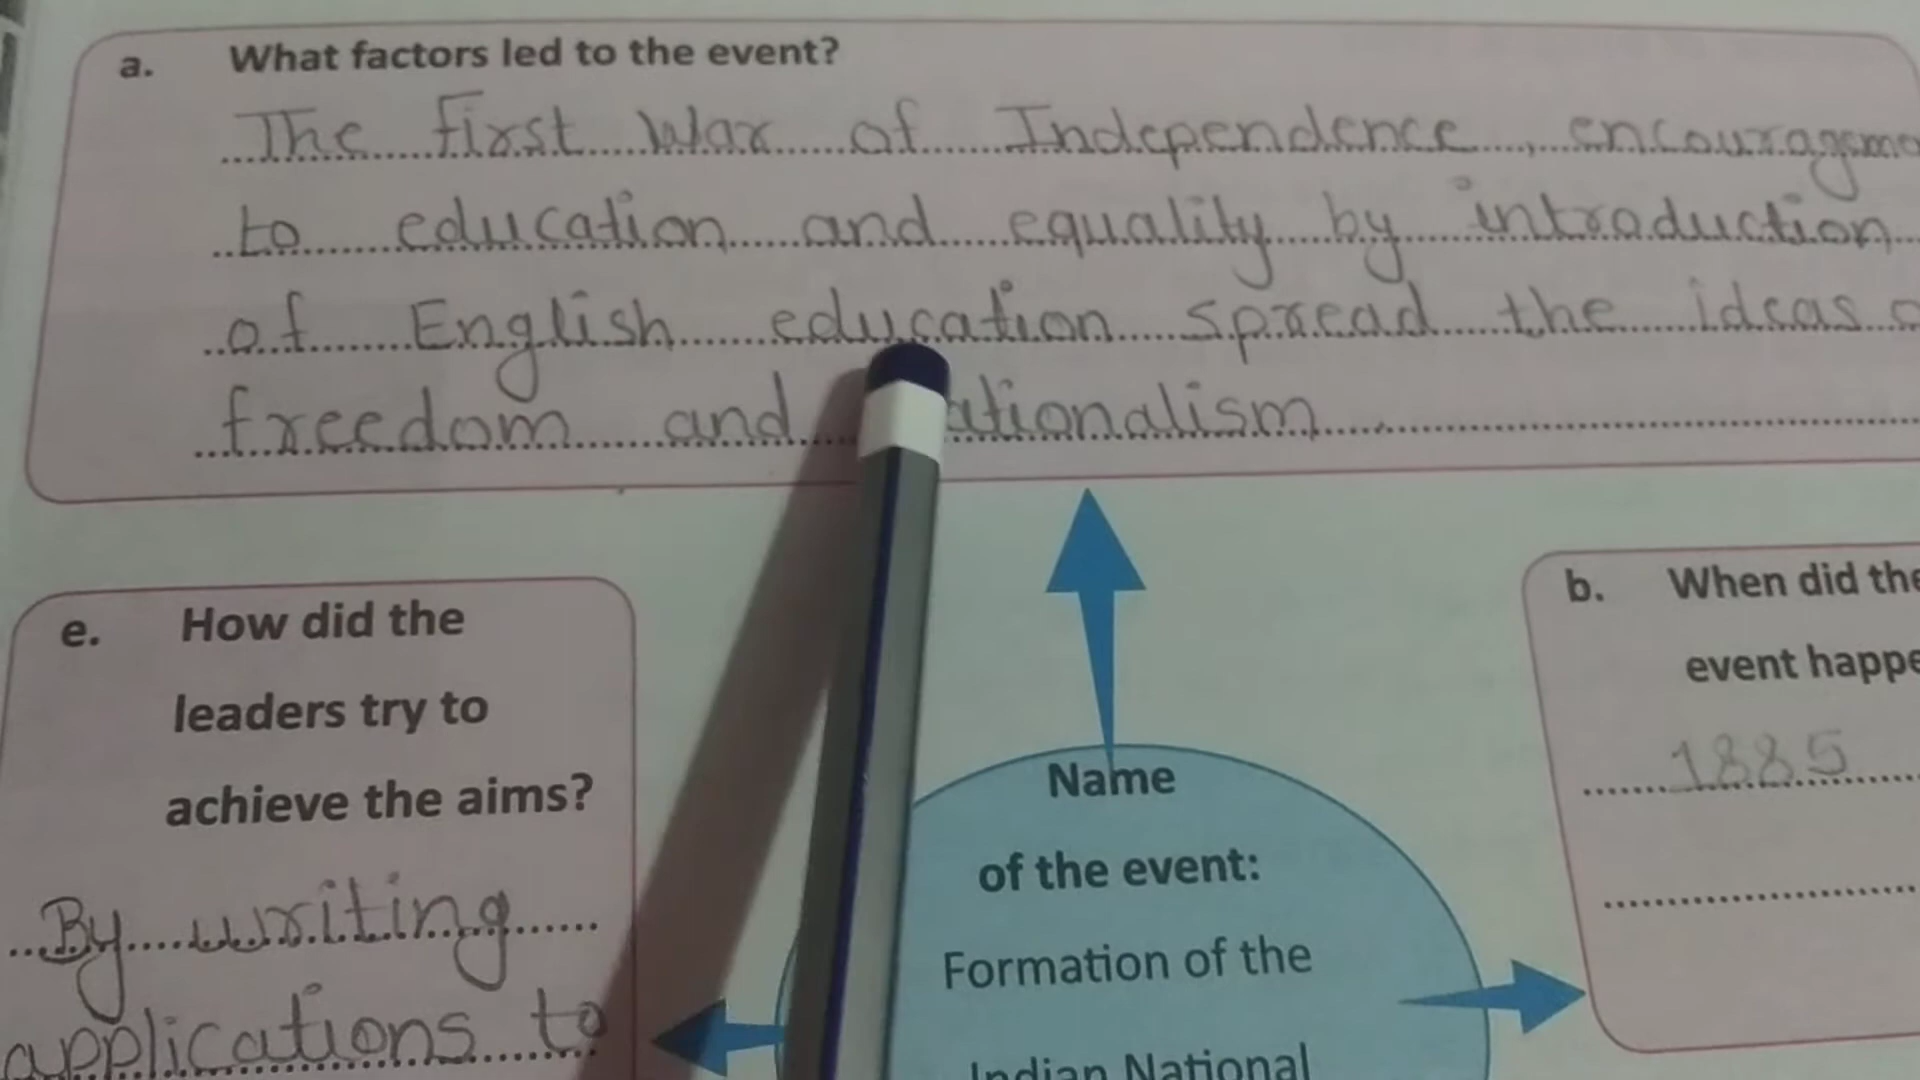 a. What factors led to the event?
The First War of Independence, encourageme
to education and equality by introduction
of English education spread the ideas o
freedom and ationalism
e. How did the
leaders try to
achieve the aims?
By writing
applications to
Name
of the event:
Formation of the
Indian National
b. When did the
event happe
1885